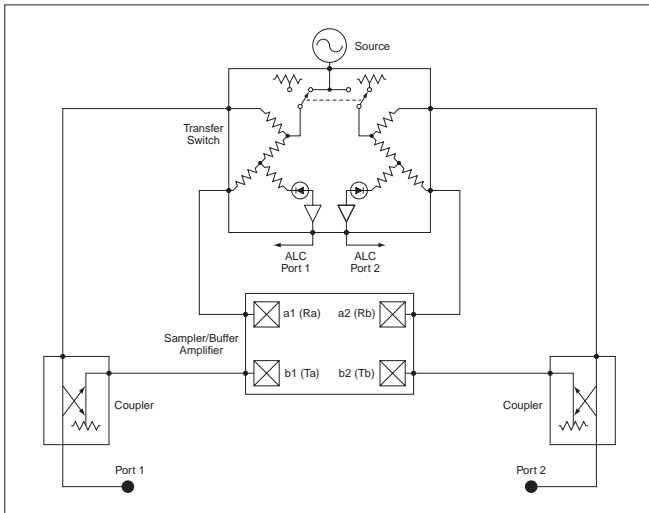 Source
Transfer
Switch
ALC
Port 1
ALC
Port 2
a1 (Ra)
a2 (Rb)
Sampler/Buffer
Amplifier
b1 (Ta)
b2 (Tb)
Coupler
Coupler
Port 1
Port 2